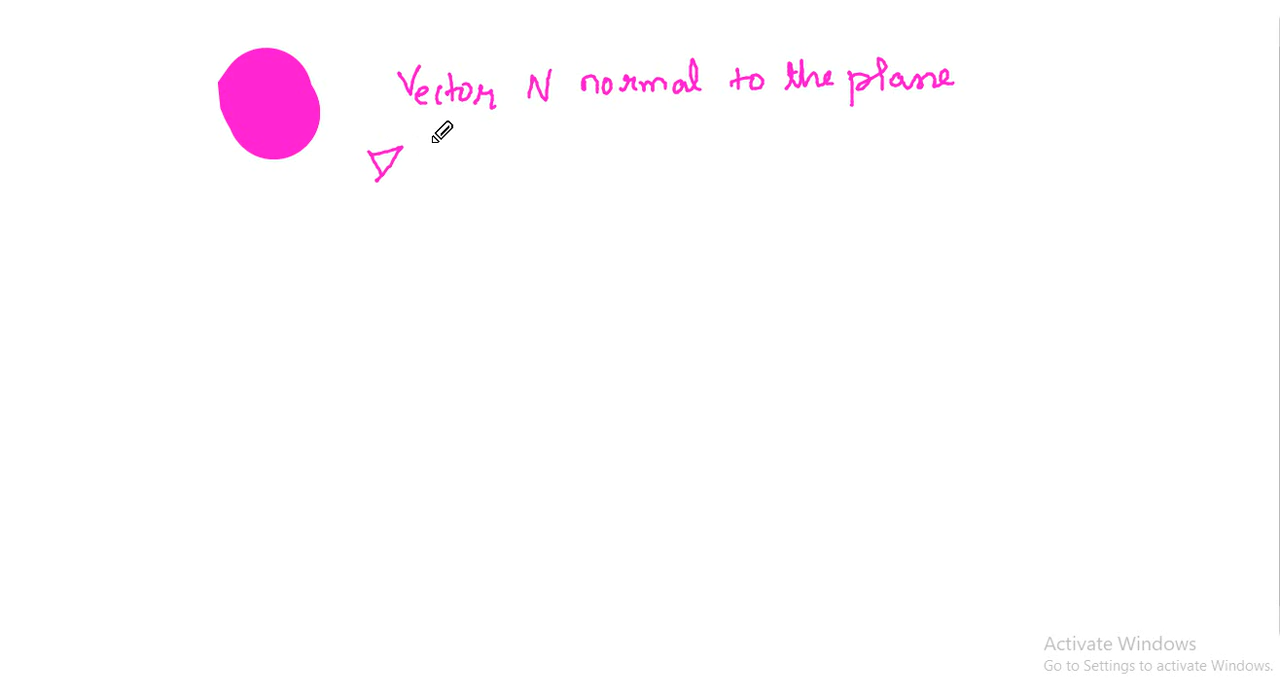 Vector N normal to the plane
∇
Activate Windows
Go to Settings to activate Windows.